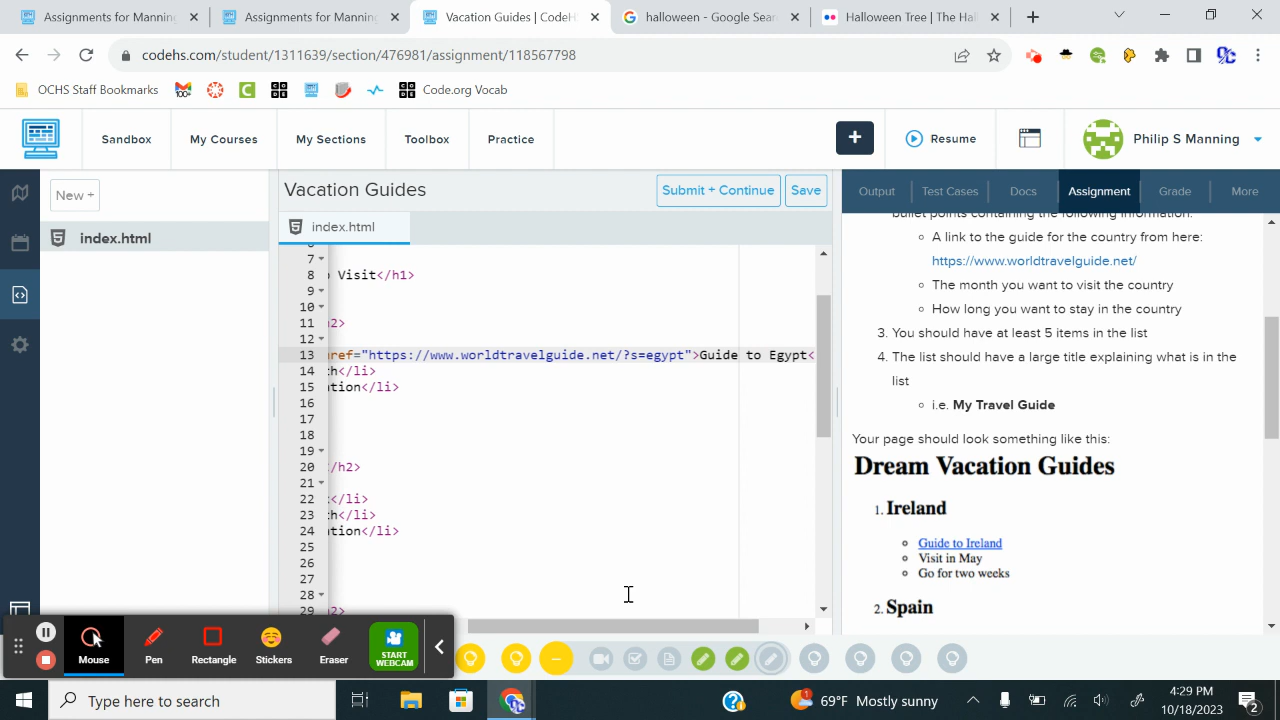 Assignments for Manning
Assignments for Manning
Vacation Guides | CodeH
halloween - Google Sear
Halloween Tree | The Hal
codehs.com/student/1311639/section/476981/assignment/118567798
OCHS Staff Bookmarks
Code.org Vocab
Sandbox
My Courses
My Sections
Toolbox
Practice
+
Resume
Philip S Manning
New +
index.html
Vacation Guides
Submit + Continue
Save
index.html
7
8 o Visit</h1>
9
10
11 h2>
12
13 href="https://www.worldtravelguide.net/?s=egypt">Guide to Egypt<
14 th</li>
15 ation</li>
16
17
18
19
20 </h2>
21
22 </li>
23 th</li>
24 ation</li>
25
26
27
28
29 h2>
Output
Test Cases
Docs
Assignment
Grade
More
bullet points containing the following information:
A link to the guide for the country from here:
https://www.worldtravelguide.net/
The month you want to visit the country
How long you want to stay in the country
3. You should have at least 5 items in the list
4. The list should have a large title explaining what is in the
list
i.e. My Travel Guide
Your page should look something like this:
Dream Vacation Guides
1. Ireland
Guide to Ireland
Visit in May
Go for two weeks
2. Spain
Mouse
Pen
Rectangle
Stickers
Eraser
START
WEBCAM
Type here to search
69°F Mostly sunny
4:29 PM
10/18/2023
2